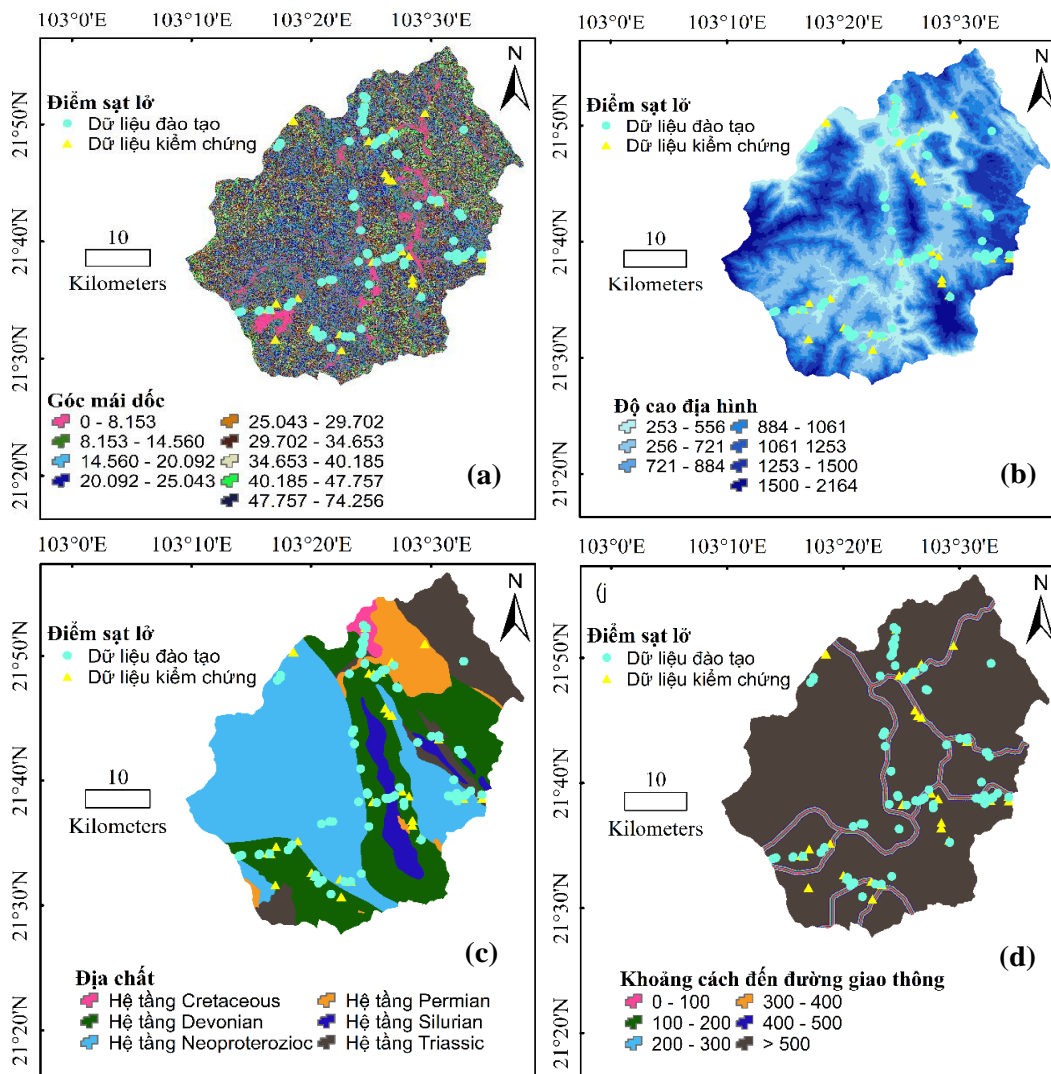 103°0'E 103°20'E 103°30'E
N
21°50'N
21°40'N
21°30'N
21°20'N
Điểm sạt lở
Dữ liệu đào tạo
Dữ liệu kiểm chứng
10
Kilometers
Góc mái dốc
0 - 8.153
8.153 - 14.560
14.560 - 20.092
20.092 - 25.043
25.043 - 29.702
29.702 - 34.653
34.653 - 40.185
40.185 - 47.757
47.757 - 74.256
(a)
103°0'E 103°20'E 103°30'E
N
21°50'N
21°40'N
21°30'N
21°20'N
Điểm sạt lở
Dữ liệu đào tạo
Dữ liệu kiểm chứng
10
Kilometers
Độ cao địa hình
253 - 556
256 - 721
721 - 884
884 - 1061
1061 1253
1253 - 1500
1500 - 2164
(b)
103°0'E 103°20'E 103°30'E
N
21°50'N
21°40'N
21°30'N
21°20'N
Điểm sạt lở
Dữ liệu đào tạo
Dữ liệu kiểm chứng
10
Kilometers
Địa chất
Hệ tầng Cretaceous
Hệ tầng Devonian
Hệ tầng Neoproterozioc
Hệ tầng Permian
Hệ tầng Silurian
Hệ tầng Triassic
(c)
103°0'E 103°20'E 103°30'E
(j
N
21°50'N
21°40'N
21°30'N
21°20'N
Điểm sạt lở
Dữ liệu đào tạo
Dữ liệu kiểm chứng
10
Kilometers
Khoảng cách đến đường giao thông
0 - 100
100 - 200
200 - 300
300 - 400
400 - 500
> 500
(d)